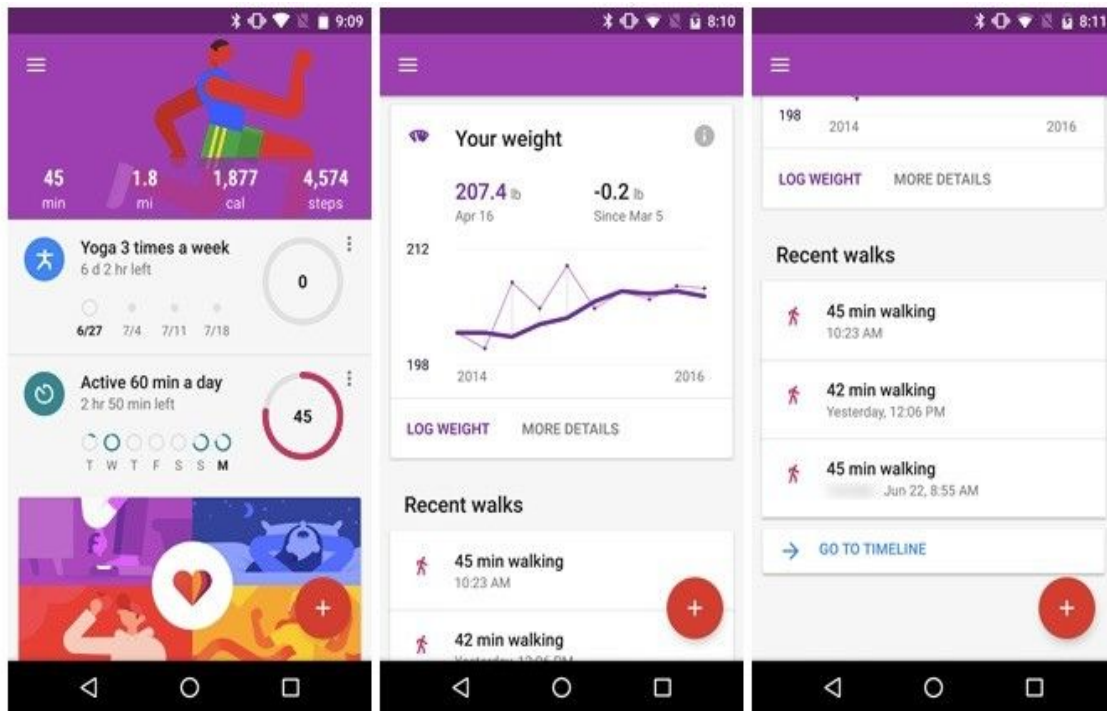 9:09
45 1.8 1,877 4,574
min mi cal steps
Yoga 3 times a week
6 d 2 hr left
0
6/27 7/4 7/11 7/18
Active 60 min a day
2 hr 50 min left
45
T W T F S S M
+
8:10
Your weight
207.4 lb -0.2 lb
Apr 16 Since Mar 5
212
198
2014 2016
LOG WEIGHT MORE DETAILS
Recent walks
45 min walking
10:23 AM
42 min walking
Yesterday, 12:06 PM
+
8:11
198
2014 2016
LOG WEIGHT MORE DETAILS
Recent walks
45 min walking
10:23 AM
42 min walking
Yesterday, 12:06 PM
45 min walking
Jun 22, 8:55 AM
GO TO TIMELINE
+